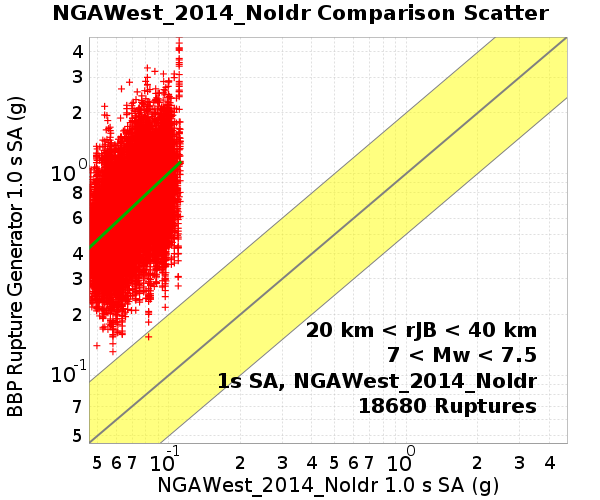 NGAWest_2014_NoIdr Comparison Scatter
BBP Rupture Generator 1.0 s SA (g)
4
3
2
10^0
8
6
4
3
2
10^-1
7
5
20 km < rJB < 40 km
7 < Mw < 7.5
1s SA, NGAWest_2014_NoIdr
18680 Ruptures
5 6 7 10^-1 2 3 4 5 6 7 10^0 2 3 4
NGAWest_2014_NoIdr 1.0 s SA (g)